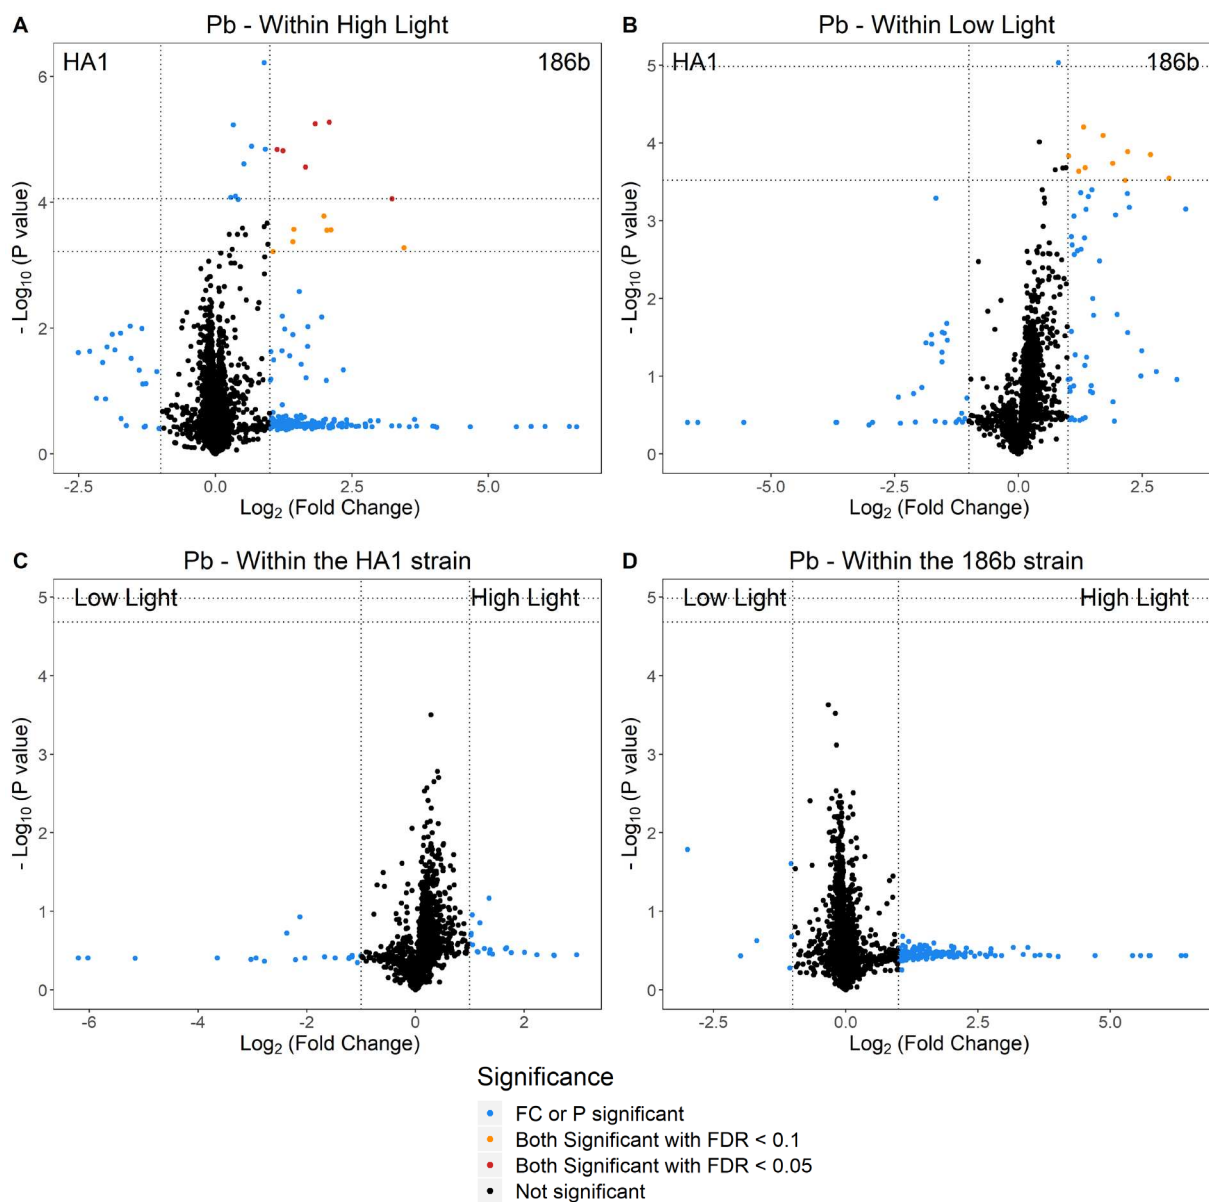 A
Pb - Within High Light
HA1
186b
6
4
2
0
- Log10 (P value)
-2.5
0.0
2.5
5.0
Log2 (Fold Change)
B
Pb - Within Low Light
HA1
186b
5
4
3
2
1
0
- Log10 (P value)
-5.0
-2.5
0.0
2.5
Log2 (Fold Change)
C
Pb - Within the HA1 strain
Low Light
High Light
5
4
3
2
1
0
- Log10 (P value)
-6
-4
-2
0
2
Log2 (Fold Change)
D
Pb - Within the 186b strain
Low Light
High Light
5
4
3
2
1
0
- Log10 (P value)
-2.5
0.0
2.5
5.0
Log2 (Fold Change)
Significance
FC or P significant
Both Significant with FDR < 0.1
Both Significant with FDR < 0.05
Not significant